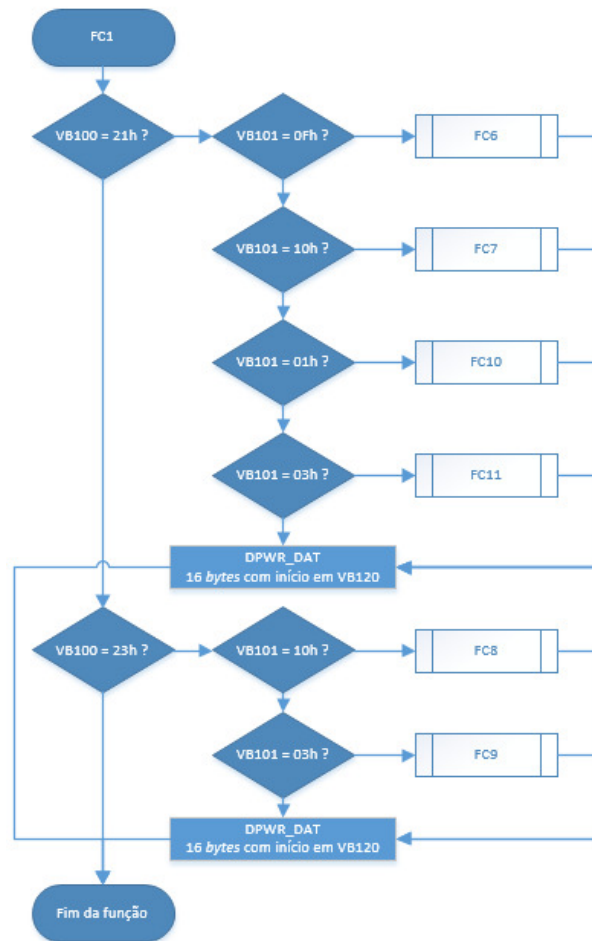 FC1
VB100 = 21h ?
VB101 = 0Fh ?
FC6
VB101 = 10h ?
FC7
VB101 = 01h ?
FC10
VB101 = 03h ?
FC11
DPWR_DAT
16 bytes com início em VB120
VB100 = 23h ?
VB101 = 10h ?
FC8
VB101 = 03h ?
FC9
DPWR_DAT
16 bytes com início em VB120
Fim da função